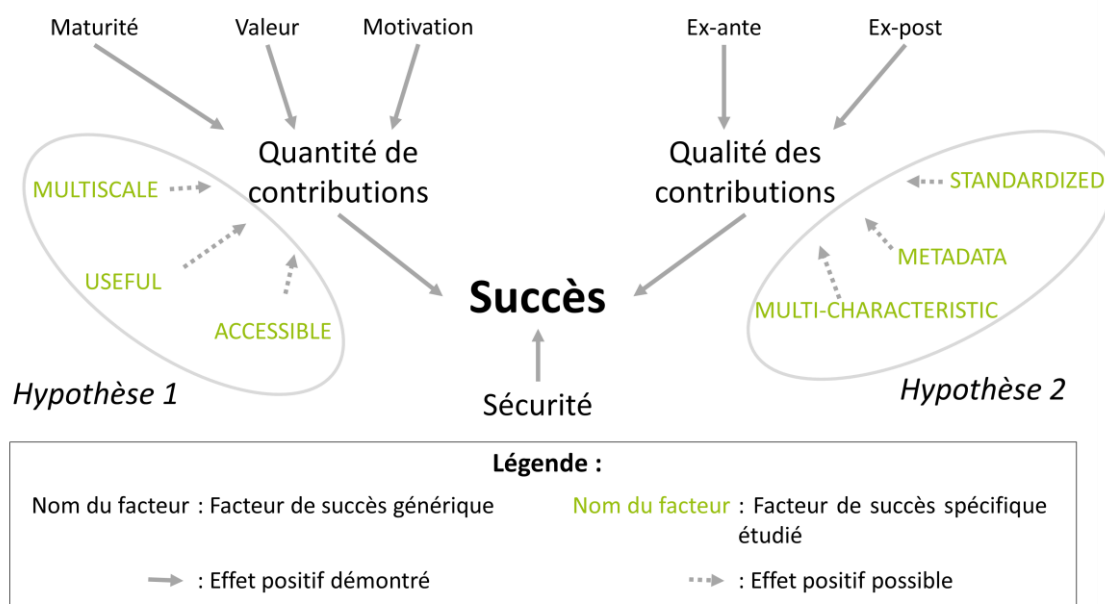 Maturité
Valeur
Motivation
Ex-ante
Ex-post
Quantité de
contributions
Qualité des
contributions
MULTISCALE
USEFUL
ACCESSIBLE
STANDARDIZED
METADATA
MULTI-CHARACTERISTIC
Succès
Hypothèse 1
Hypothèse 2
Sécurité
Légende :
Nom du facteur : Facteur de succès générique
Nom du facteur : Facteur de succès spécifique
étudié
: Effet positif démontré
: Effet positif possible